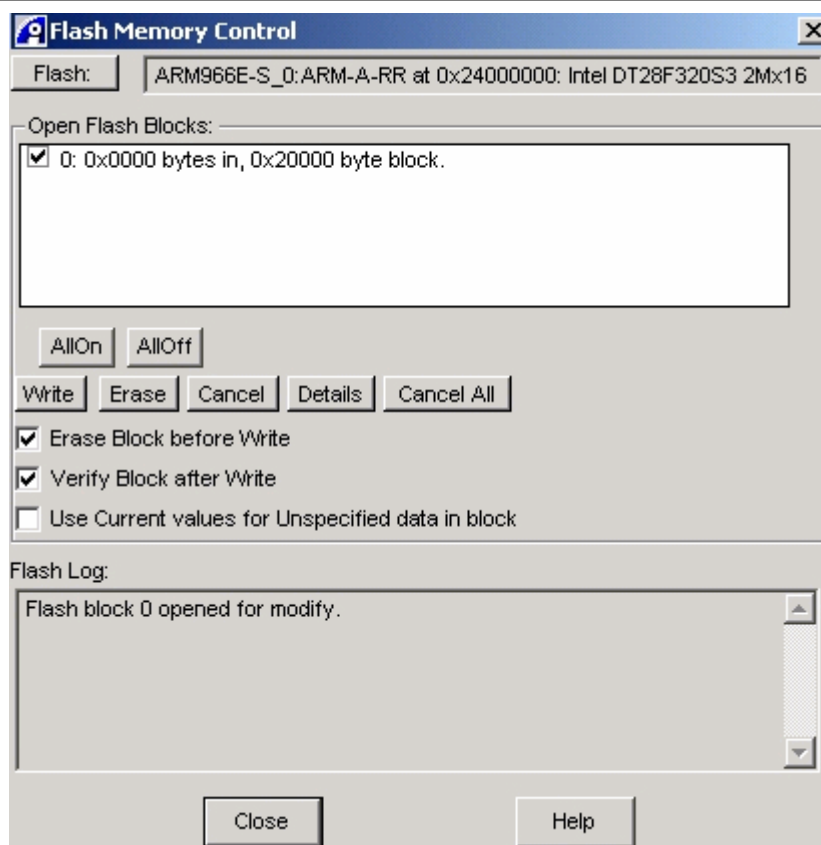 Flash Memory Control
Flash: ARM966E-S_0:ARM-A-RR at 0x24000000: Intel DT28F320S3 2Mx16
Open Flash Blocks:
0: 0x0000 bytes in, 0x20000 byte block.
AllOn AllOff
Write Erase Cancel Details Cancel All
Erase Block before Write
Verify Block after Write
Use Current values for Unspecified data in block
Flash Log:
Flash block 0 opened for modify.
Close Help